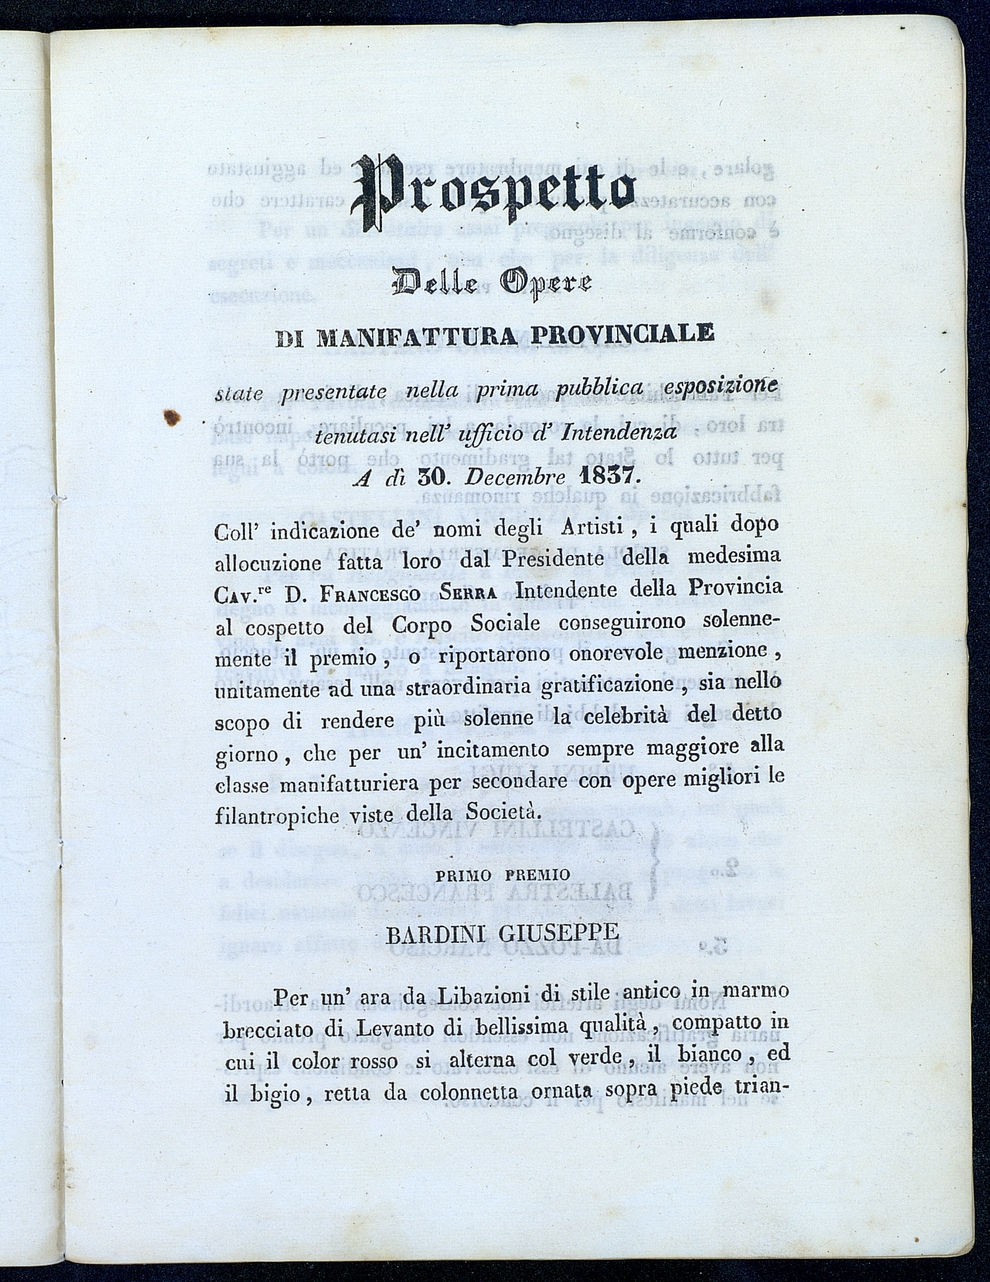 Prospetto
Delle Opere
DI MANIFATTURA PROVINCIALE
state presentate nella prima pubblica esposizione
tenutasi nell' ufficio d' Intendenza
A dì 30. Decembre 1837.
Coll' indicazione de' nomi degli Artisti, i quali dopo
allocuzione fatta loro dal Presidente della medesima
CAV.re D. FRANCESCO SERRA Intendente della Provincia
al cospetto del Corpo Sociale conseguirono solenne-
mente il premio, o riportarono onorevole menzione,
unitamente ad una straordinaria gratificazione, sia nello
scopo di rendere più solenne la celebrità del detto
giorno, che per un' incitamento sempre maggiore alla
classe manifatturiera per secondare con opere migliori le
filantropiche viste della Società.
PRIMO PREMIO
BARDINI GIUSEPPE
Per un' ara da Libazioni di stile antico in marmo
brecciato di Levanto di bellissima qualità, compatto in
cui il color rosso si alterna col verde, il bianco, ed
il bigio, retta da colonnetta ornata sopra piede trian-